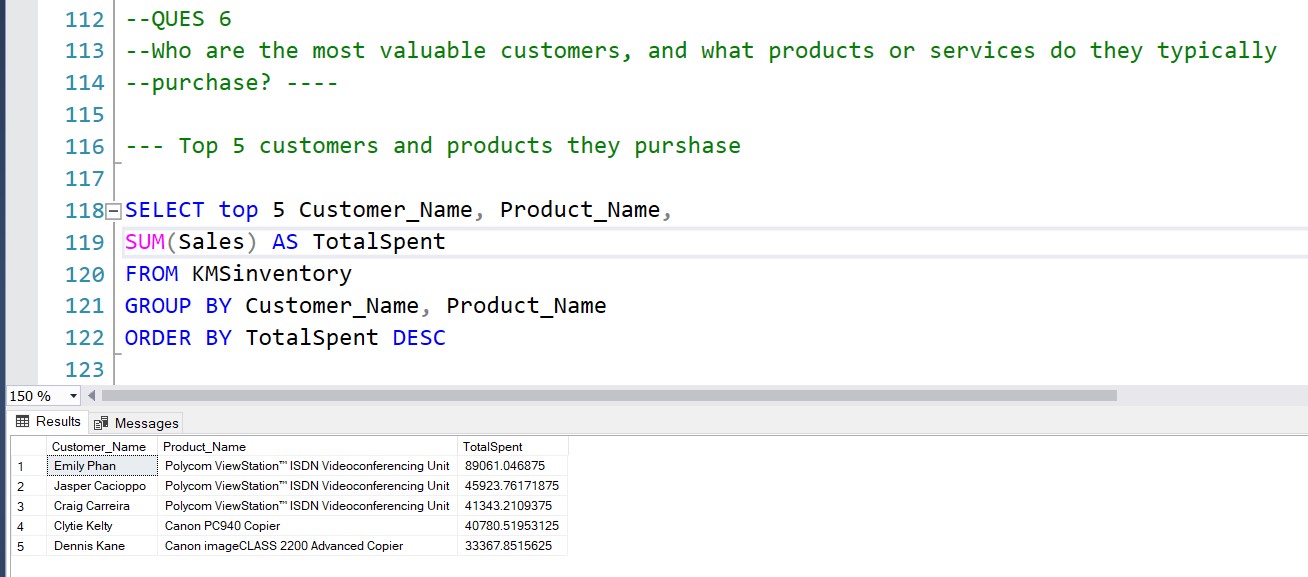 112 --QUES 6
113 --Who are the most valuable customers, and what products or services do they typically
114 --purchase? ----
115
116 --- Top 5 customers and products they purshase
117
118 SELECT top 5 Customer_Name, Product_Name,
119 SUM(Sales) AS TotalSpent
120 FROM KMSinventory
121 GROUP BY Customer_Name, Product_Name
122 ORDER BY TotalSpent DESC
123
150 %
Results Messages
Customer_Name Product_Name TotalSpent
1 Emily Phan Polycom ViewStation™ ISDN Videoconferencing Unit 89061.046875
2 Jasper Cacioppo Polycom ViewStation™ ISDN Videoconferencing Unit 45923.76171875
3 Craig Carreira Polycom ViewStation™ ISDN Videoconferencing Unit 41343.2109375
4 Clytie Kelty Canon PC940 Copier 40780.51953125
5 Dennis Kane Canon imageCLASS 2200 Advanced Copier 33367.8515625